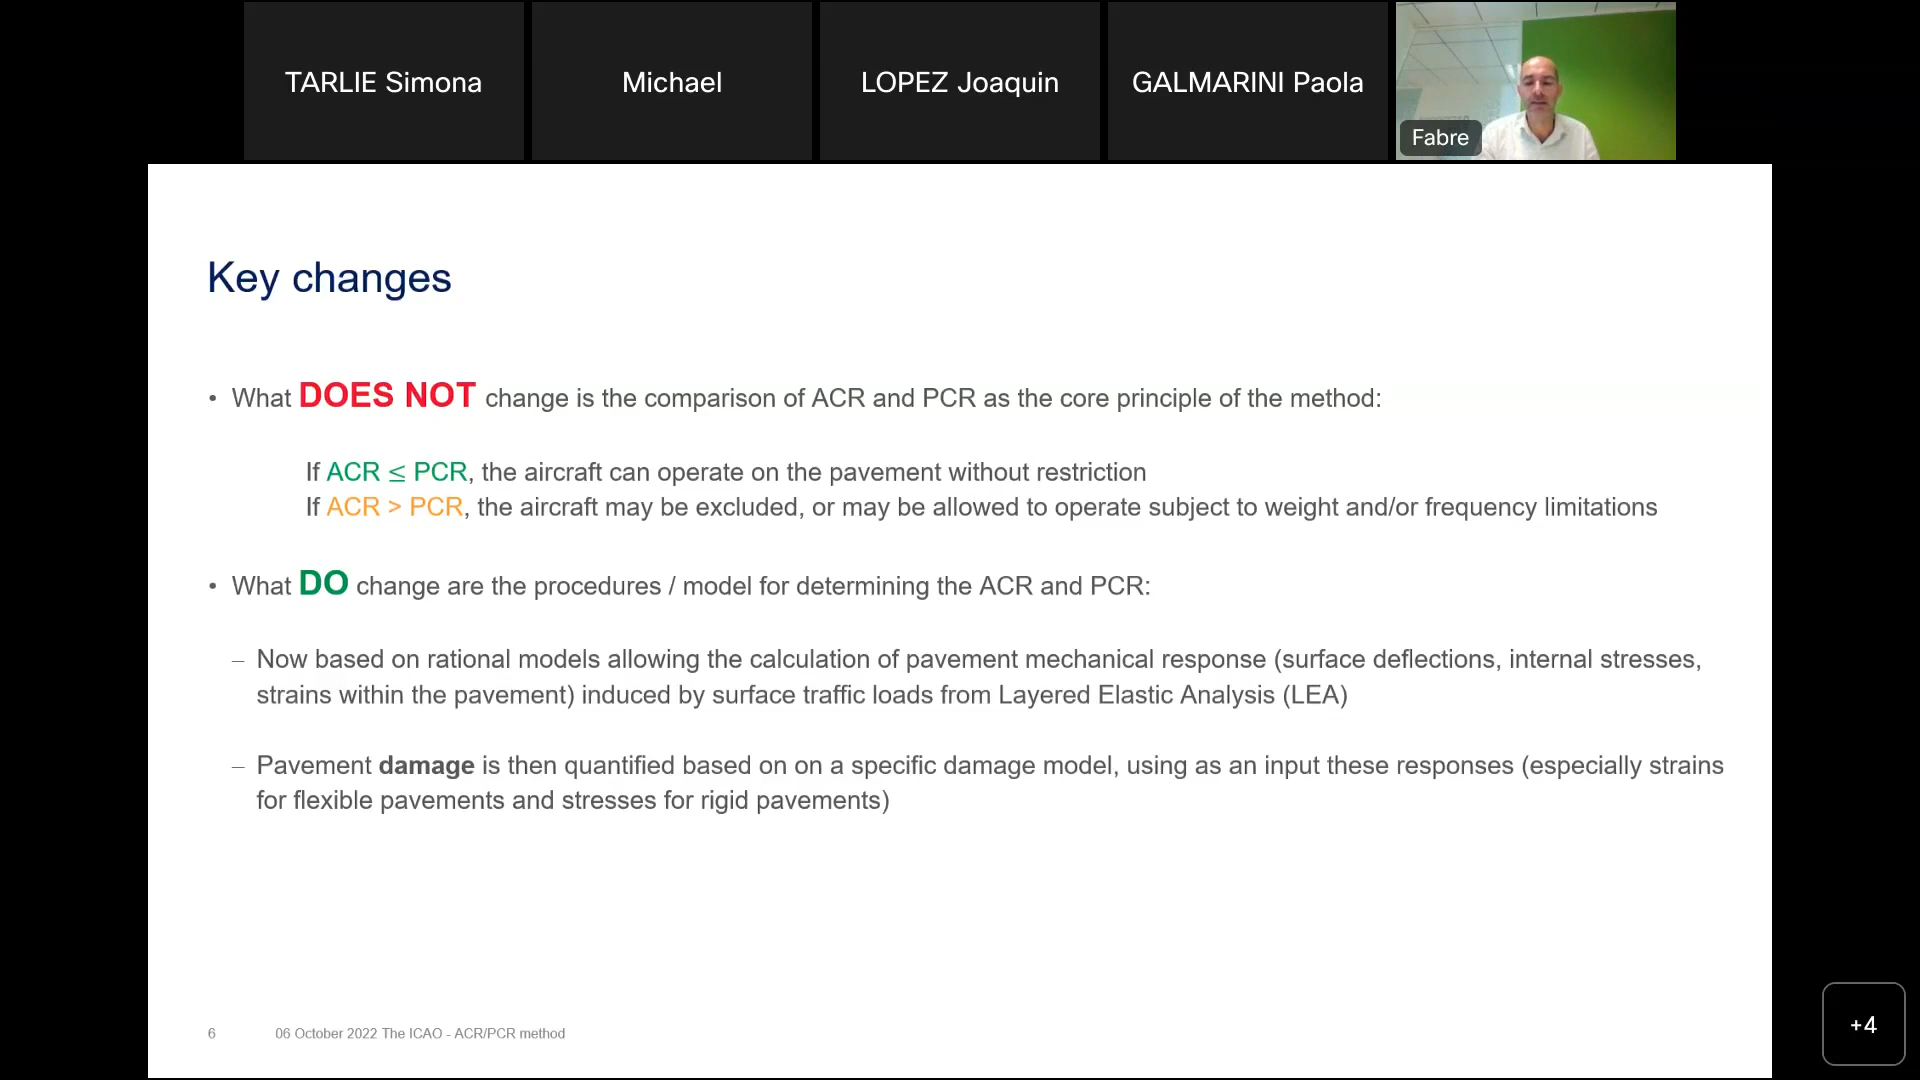 TARLIE Simona
Michael
LOPEZ Joaquin
GALMARINI Paola
Fabre
Key changes
• What DOES NOT change is the comparison of ACR and PCR as the core principle of the method:
If ACR ≤ PCR, the aircraft can operate on the pavement without restriction
If ACR > PCR, the aircraft may be excluded, or may be allowed to operate subject to weight and/or frequency limitations
• What DO change are the procedures / model for determining the ACR and PCR:
– Now based on rational models allowing the calculation of pavement mechanical response (surface deflections, internal stresses,
strains within the pavement) induced by surface traffic loads from Layered Elastic Analysis (LEA)
– Pavement damage is then quantified based on on a specific damage model, using as an input these responses (especially strains
for flexible pavements and stresses for rigid pavements)
6 06 October 2022 The ICAO - ACR/PCR method
+4